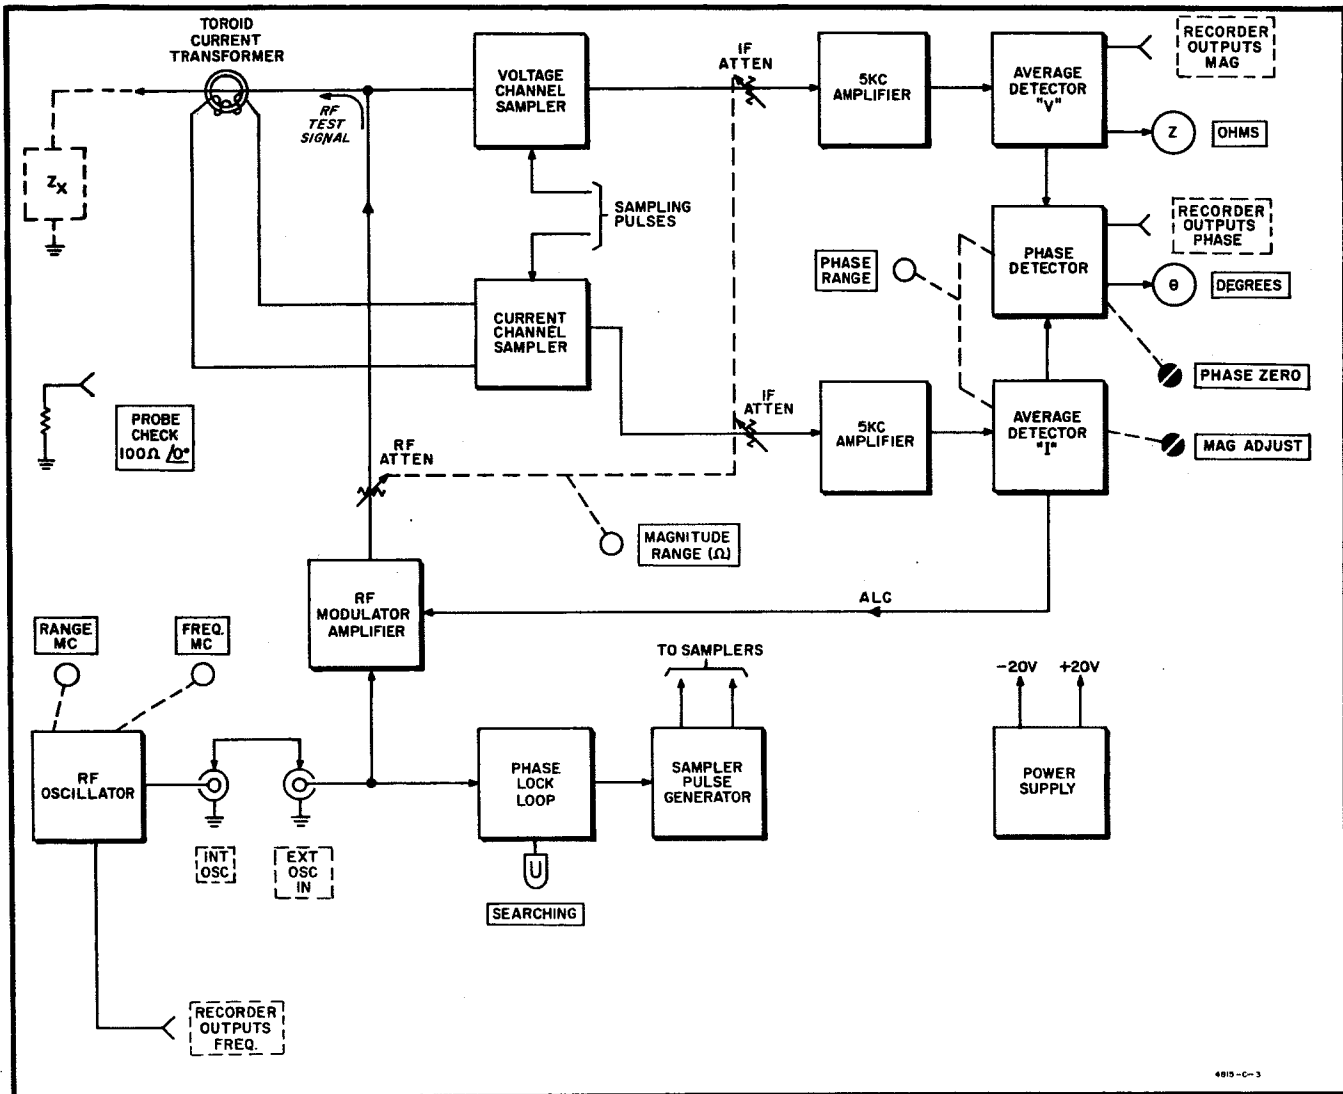 TOROID
CURRENT
TRANSFORMER
RF
TEST
SIGNAL
VOLTAGE
CHANNEL
SAMPLER
IF
ATTEN
5KC
AMPLIFIER
AVERAGE
DETECTOR
"V"
RECORDER
OUTPUTS
MAG
Z
OHMS
ZX
SAMPLING
PULSES
PHASE
RANGE
PHASE
DETECTOR
RECORDER
OUTPUTS
PHASE
θ
DEGREES
CURRENT
CHANNEL
SAMPLER
PHASE ZERO
PROBE
CHECK
100Ω /0°
RF
ATTEN
IF
ATTEN
5KC
AMPLIFIER
AVERAGE
DETECTOR
"I"
MAG ADJUST
MAGNITUDE
RANGE (Ω)
RF
MODULATOR
AMPLIFIER
ALC
RANGE
MC
FREQ.
MC
TO SAMPLERS
-20V +20V
RF
OSCILLATOR
PHASE
LOCK
LOOP
SAMPLER
PULSE
GENERATOR
POWER
SUPPLY
INT
OSC
EXT
OSC
IN
U
SEARCHING
RECORDER
OUTPUTS
FREQ.
4815-C-3